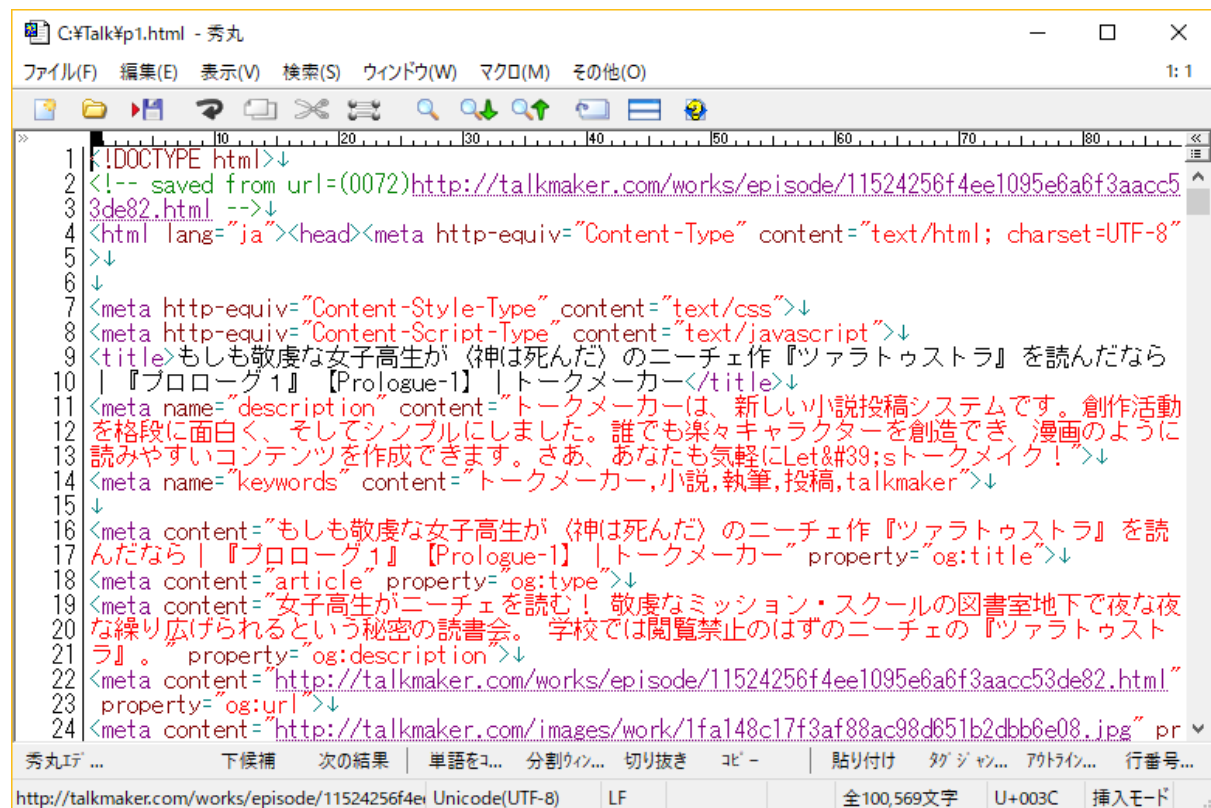 C:¥Talk¥p1.html - 秀丸
ファイル(F) 編集(E) 表示(V) 検索(S) ウィンドウ(W) マクロ(M) その他(O) 1: 1
10 20 30 40 50 60 70 80
1 <!DOCTYPE html>↓
2 <!-- saved from url=(0072)http://talkmaker.com/works/episode/11524256f4ee1095e6a6f3aacc5
3 3de82.html -->↓
4 <html lang="ja"><head><meta http-equiv="Content-Type" content="text/html; charset=UTF-8"
5 >↓
6 ↓
7 <meta http-equiv="Content-Style-Type" content="text/css">↓
8 <meta http-equiv="Content-Script-Type" content="text/javascript">↓
9 <title>もしも敬虔な女子高生が〈神は死んだ〉のニーチェ作『ツァラトゥストラ』を読んだなら
10 | 『プロローグ１』【Prologue-1】 | トークメーカー</title>↓
11 <meta name="description" content="トークメーカーは、新しい小説投稿システムです。創作活動
12 を格段に面白く、そしてシンプルにしました。誰でも楽々キャラクターを創造でき、漫画のように
13 読みやすいコンテンツを作成できます。さあ、あなたも気軽にLet&#39;sトークメイク！">↓
14 <meta name="keywords" content="トークメーカー,小説,執筆,投稿,talkmaker">↓
15 ↓
16 <meta content="もしも敬虔な女子高生が〈神は死んだ〉のニーチェ作『ツァラトゥストラ』を読
17 んだなら | 『プロローグ１』【Prologue-1】 | トークメーカー" property="og:title">↓
18 <meta content="article" property="og:type">↓
19 <meta content="女子高生がニーチェを読む！ 敬虔なミッション・スクールの図書室地下で夜な夜
20 な繰り広げられるという秘密の読書会。 学校では閲覧禁止のはずのニーチェの『ツァラトゥスト
21 ラ』。" property="og:description">↓
22 <meta content="http://talkmaker.com/works/episode/11524256f4ee1095e6a6f3aacc53de82.html"
23 property="og:url">↓
24 <meta content="http://talkmaker.com/images/work/1fa148c17f3af88ac98d651b2dbb6e08.jpg" pr
秀丸ｴﾃﾞ... 下候補 次の結果 単語をｺ... 分割ｳｨﾝ... 切り抜き ｺﾋﾟｰ 貼り付け ﾀｸﾞｼﾞｬﾝ... ｱｳﾄﾗｲﾝ... 行番号...
http://talkmaker.com/works/episode/11524256f4ee Unicode(UTF-8) LF 全100,569文字 U+003C 挿入モード